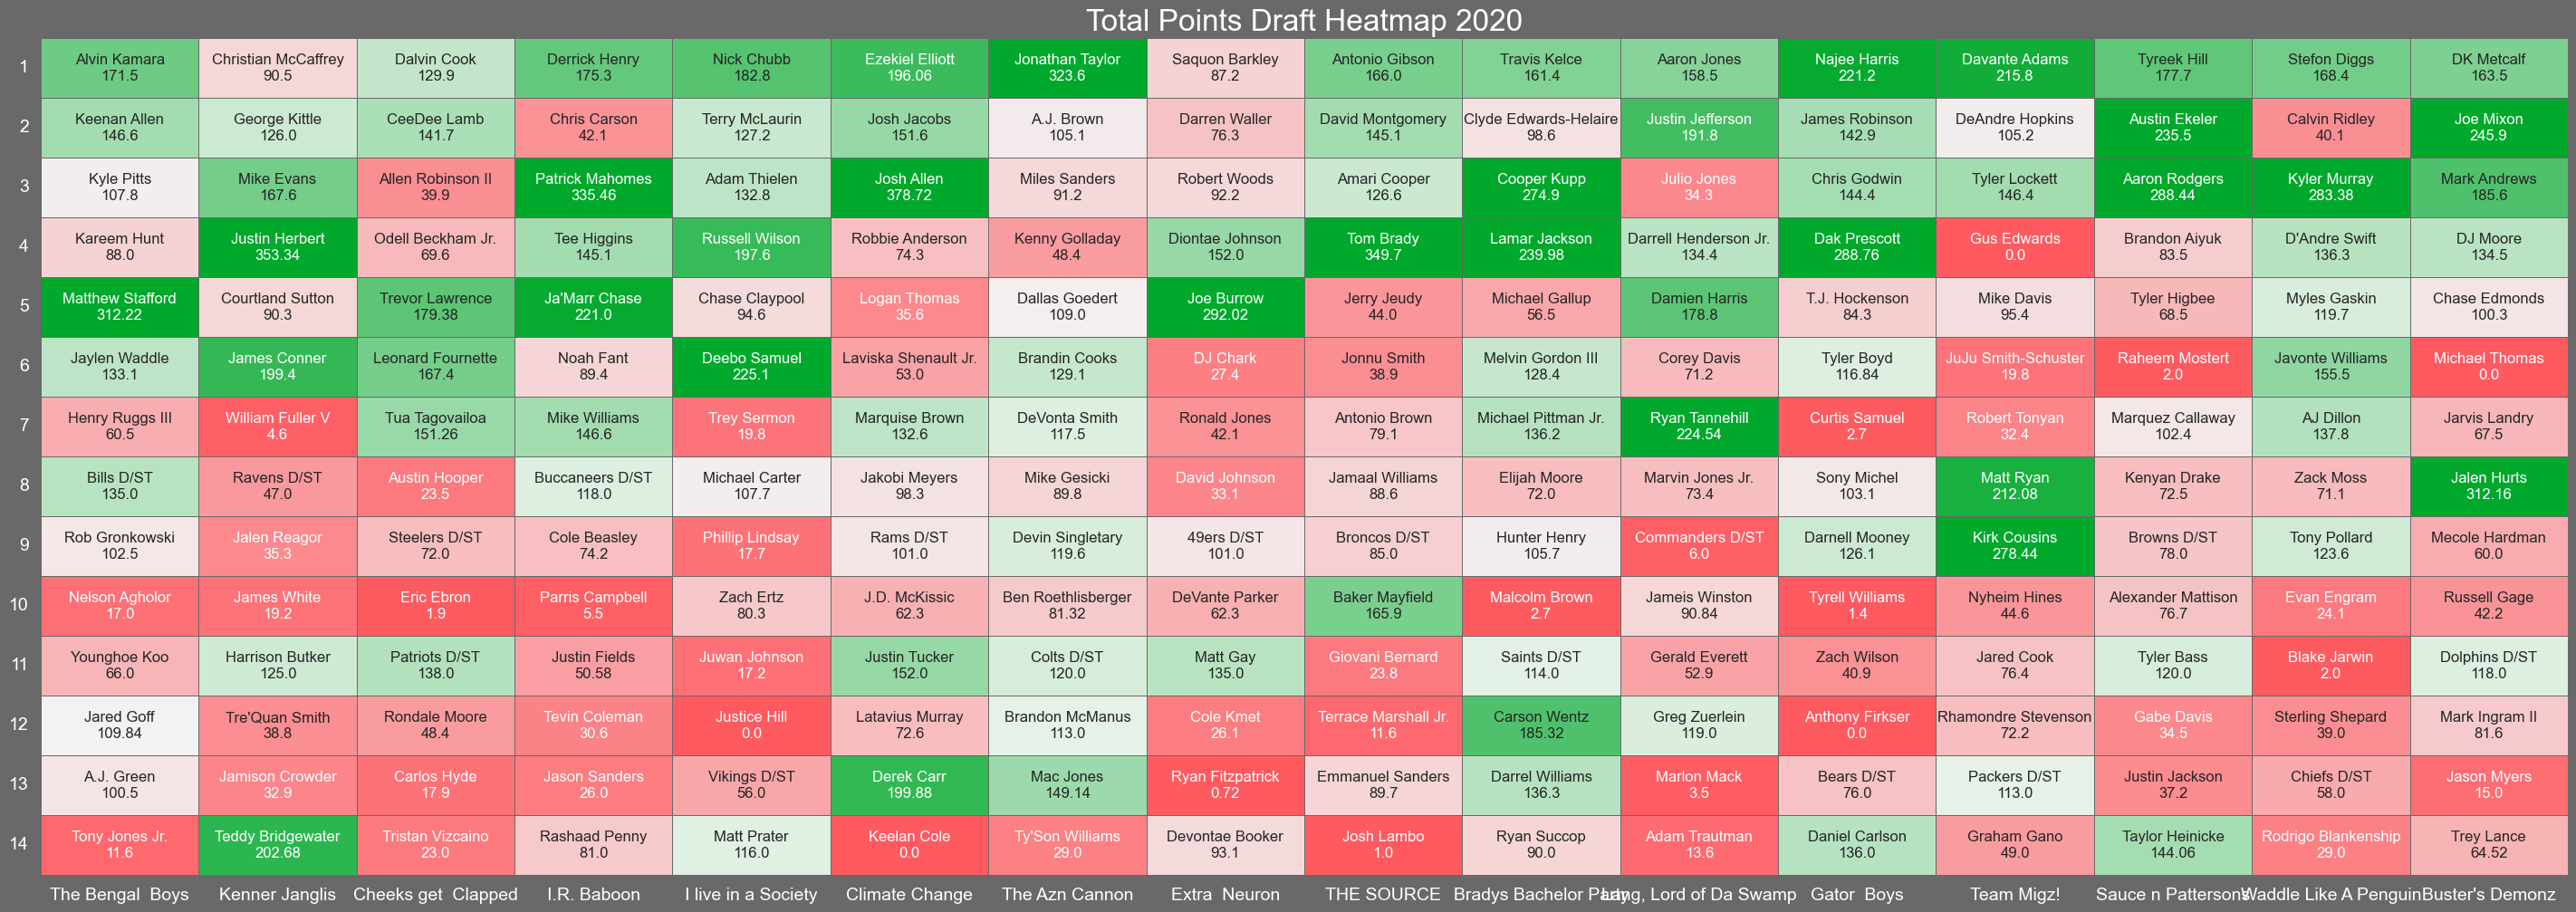 Total Points Draft Heatmap 2020
1 Alvin Kamara Christian McCaffrey Dalvin Cook Derrick Henry Nick Chubb Ezekiel Elliott Jonathan Taylor Saquon Barkley Antonio Gibson Travis Kelce Aaron Jones Najee Harris Davante Adams Tyreek Hill Stefon Diggs DK Metcalf
171.5 90.5 129.9 175.3 182.8 196.06 323.6 87.2 166.0 161.4 158.5 221.2 215.8 177.7 168.4 163.5
2 Keenan Allen George Kittle CeeDee Lamb Chris Carson Terry McLaurin Josh Jacobs A.J. Brown Darren Waller David Montgomery Clyde Edwards-Helaire Justin Jefferson James Robinson DeAndre Hopkins Austin Ekeler Calvin Ridley Joe Mixon
146.6 126.0 141.7 42.1 127.2 151.6 105.1 76.3 145.1 98.6 191.8 142.9 105.2 235.5 40.1 245.9
3 Kyle Pitts Mike Evans Allen Robinson II Patrick Mahomes Adam Thielen Josh Allen Miles Sanders Robert Woods Amari Cooper Cooper Kupp Julio Jones Chris Godwin Tyler Lockett Aaron Rodgers Kyler Murray Mark Andrews
107.8 167.6 39.9 335.46 132.8 378.72 91.2 92.2 126.6 274.9 34.3 144.4 146.4 288.44 283.38 185.6
4 Kareem Hunt Justin Herbert Odell Beckham Jr. Tee Higgins Russell Wilson Robbie Anderson Kenny Golladay Diontae Johnson Tom Brady Lamar Jackson Darrell Henderson Jr. Dak Prescott Gus Edwards Brandon Aiyuk D'Andre Swift DJ Moore
88.0 353.34 69.6 145.1 197.6 74.3 48.4 152.0 349.7 239.98 134.4 288.76 0.0 83.5 136.3 134.5
5 Matthew Stafford Courtland Sutton Trevor Lawrence Ja'Marr Chase Chase Claypool Logan Thomas Dallas Goedert Joe Burrow Jerry Jeudy Michael Gallup Damien Harris T.J. Hockenson Mike Davis Tyler Higbee Myles Gaskin Chase Edmonds
312.22 90.3 179.38 221.0 94.6 35.6 109.0 292.02 44.0 56.5 178.8 84.3 95.4 68.5 119.7 100.3
6 Jaylen Waddle James Conner Leonard Fournette Noah Fant Deebo Samuel Laviska Shenault Jr. Brandin Cooks DJ Chark Jonnu Smith Melvin Gordon III Corey Davis Tyler Boyd JuJu Smith-Schuster Raheem Mostert Javonte Williams Michael Thomas
133.1 199.4 167.4 89.4 225.1 53.0 129.1 27.4 38.9 128.4 71.2 116.84 19.8 2.0 155.5 0.0
7 Henry Ruggs III William Fuller V Tua Tagovailoa Mike Williams Trey Sermon Marquise Brown DeVonta Smith Ronald Jones Antonio Brown Michael Pittman Jr. Ryan Tannehill Curtis Samuel Robert Tonyan Marquez Callaway AJ Dillon Jarvis Landry
60.5 4.6 151.26 146.6 19.8 132.6 117.5 42.1 79.1 136.2 224.54 2.7 32.4 102.4 137.8 67.5
8 Bills D/ST Ravens D/ST Austin Hooper Buccaneers D/ST Michael Carter Jakobi Meyers Mike Gesicki David Johnson Jamaal Williams Elijah Moore Marvin Jones Jr. Sony Michel Matt Ryan Kenyan Drake Zack Moss Jalen Hurts
135.0 47.0 23.5 118.0 107.7 98.3 89.8 33.1 88.6 72.0 73.4 103.1 212.08 72.5 71.1 312.16
9 Rob Gronkowski Jalen Reagor Steelers D/ST Cole Beasley Phillip Lindsay Rams D/ST Devin Singletary 49ers D/ST Broncos D/ST Hunter Henry Commanders D/ST Darnell Mooney Kirk Cousins Browns D/ST Tony Pollard Mecole Hardman
102.5 35.3 72.0 74.2 17.7 101.0 119.6 101.0 85.0 105.7 6.0 126.1 278.44 78.0 123.6 60.0
10 Nelson Agholor James White Eric Ebron Parris Campbell Zach Ertz J.D. McKissic Ben Roethlisberger DeVante Parker Baker Mayfield Malcolm Brown Jameis Winston Tyrell Williams Nyheim Hines Alexander Mattison Evan Engram Russell Gage
17.0 19.2 1.9 5.5 80.3 62.3 81.32 62.3 165.9 2.7 90.84 1.4 44.6 76.7 24.1 42.2
11 Younghoe Koo Harrison Butker Patriots D/ST Justin Fields Juwan Johnson Justin Tucker Colts D/ST Matt Gay Giovani Bernard Saints D/ST Gerald Everett Zach Wilson Jared Cook Tyler Bass Blake Jarwin Dolphins D/ST
66.0 125.0 138.0 50.58 17.2 152.0 120.0 135.0 23.8 114.0 52.9 40.9 76.4 120.0 2.0 118.0
12 Jared Goff Tre'Quan Smith Rondale Moore Tevin Coleman Justice Hill Latavius Murray Brandon McManus Cole Kmet Terrace Marshall Jr. Carson Wentz Greg Zuerlein Anthony Firkser Rhamondre Stevenson Gabe Davis Sterling Shepard Mark Ingram II
109.84 38.8 48.4 30.6 0.0 72.6 113.0 26.1 11.6 185.32 119.0 0.0 72.2 34.5 39.0 81.6
13 A.J. Green Jamison Crowder Carlos Hyde Jason Sanders Vikings D/ST Derek Carr Mac Jones Ryan Fitzpatrick Emmanuel Sanders Darrel Williams Marlon Mack Bears D/ST Packers D/ST Justin Jackson Chiefs D/ST Jason Myers
100.5 32.9 17.9 26.0 56.0 199.88 149.14 0.72 89.7 136.3 3.5 76.0 113.0 37.2 58.0 15.0
14 Tony Jones Jr. Teddy Bridgewater Tristan Vizcaino Rashaad Penny Matt Prater Keelan Cole Ty'Son Williams Devontae Booker Josh Lambo Ryan Succop Adam Trautman Daniel Carlson Graham Gano Taylor Heinicke Rodrigo Blankenship Trey Lance
11.6 202.68 23.0 81.0 116.0 0.0 29.0 93.1 1.0 90.0 13.6 136.0 49.0 144.06 29.0 64.52
The Bengal Boys Kenner Janglis Cheeks get Clapped I.R. Baboon I live in a Society Climate Change The Azn Cannon Extra Neuron THE SOURCE Bradys Bachelor Party Lang, Lord of Da Swamp Gator Boys Team Migz! Sauce n Pattersons Waddle Like A Penguin Buster's Demonz